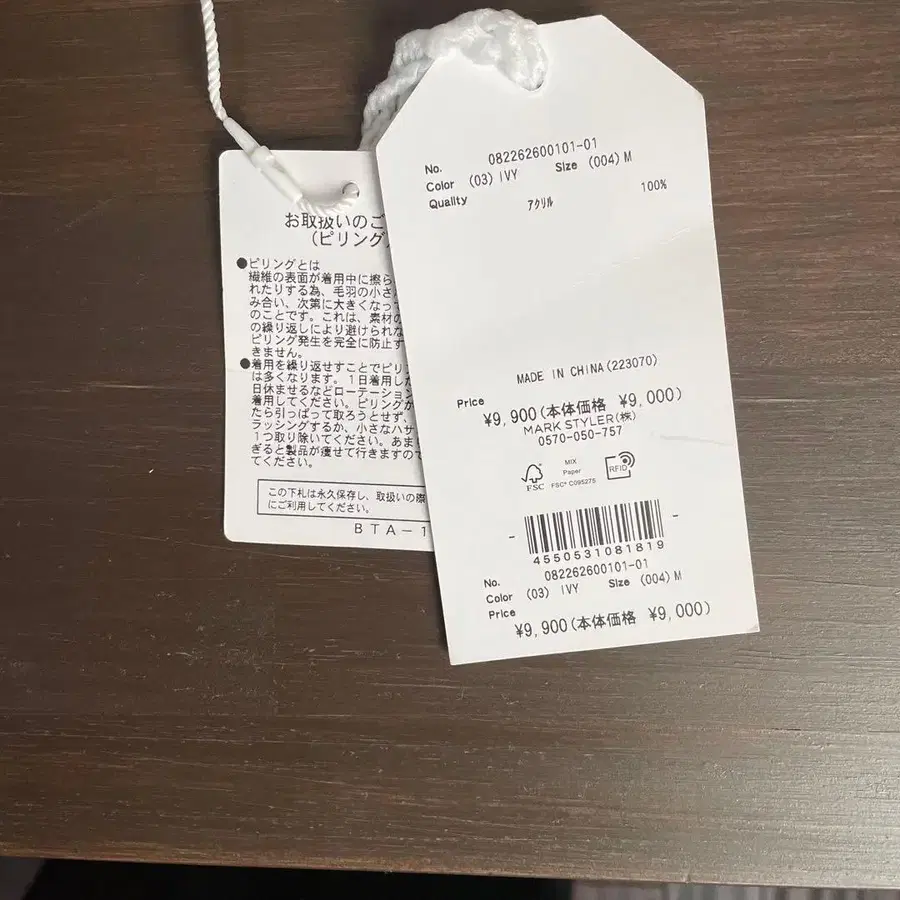 お取扱いのご
(ピリング
●ピリングとは
繊維の表面が着用中に擦ら
れたりする為、毛羽の小さ
み合い、次第に大きくなって
のことです。これは、素材の
の繰り返しにより避けられな
ピリング発生を完全に防止す
きません。
●着用を繰り返せすことでピリン
は多くなります。1日着用した
日休ませるなどローテーション
着用してください。ピリングが
たら引っぱって取ろうとせず、
ラッシングするか、小さなハサ
1つ取り除いてください。あま
ぎると製品が痩せて行きますので
てください。
この下札は永久保存し、取扱いの際
にご利用してください。
BTA-1
No. 082262600101-01
Color (03) IVY Size (004) M
Quality アクリル 100%
MADE IN CHINA(223070)
Price
¥9,900(本体価格 ¥9,000)
MARK STYLER(株)
0570-050-757
FSC
MIX
Paper
FSC® C095275
RFID
4550531081819
No. 082262600101-01
Color (03) IVY Size (004) M
Price
¥9,900(本体価格 ¥9,000)